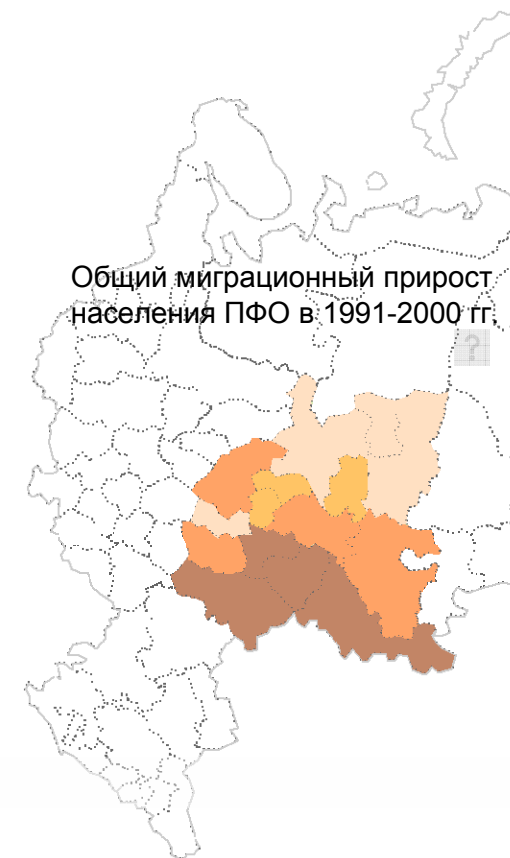 Общий миграционный прирост
населения ПФО в 1991-2000 гг.
?